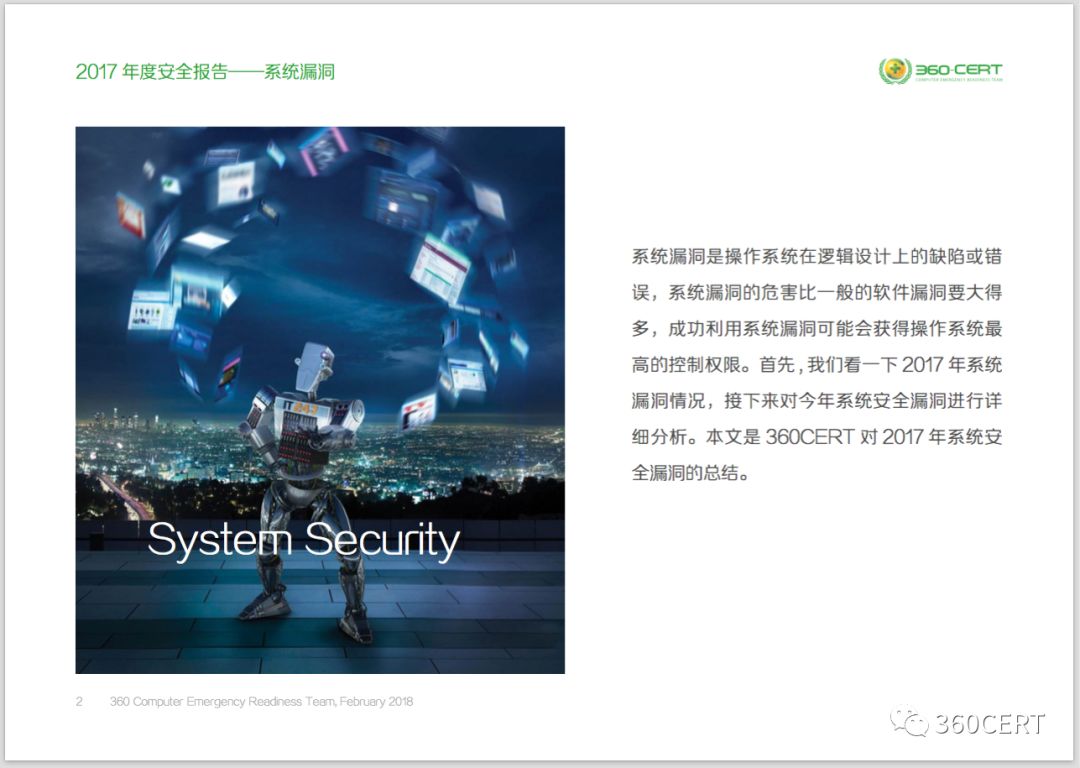 2017 年度安全报告——系统漏洞
360-CERT
COMPUTER EMERGENCY READINESS TEAM
IT 24-7
System Security
系统漏洞是操作系统在逻辑设计上的缺陷或错
误，系统漏洞的危害比一般的软件漏洞要大得
多，成功利用系统漏洞可能会获得操作系统最
高的控制权限。首先，我们看一下 2017 年系统
漏洞情况，接下来对今年系统安全漏洞进行详
细分析。本文是 360CERT 对 2017 年系统安
全漏洞的总结。
2 360 Computer Emergency Readiness Team, February 2018
360CERT